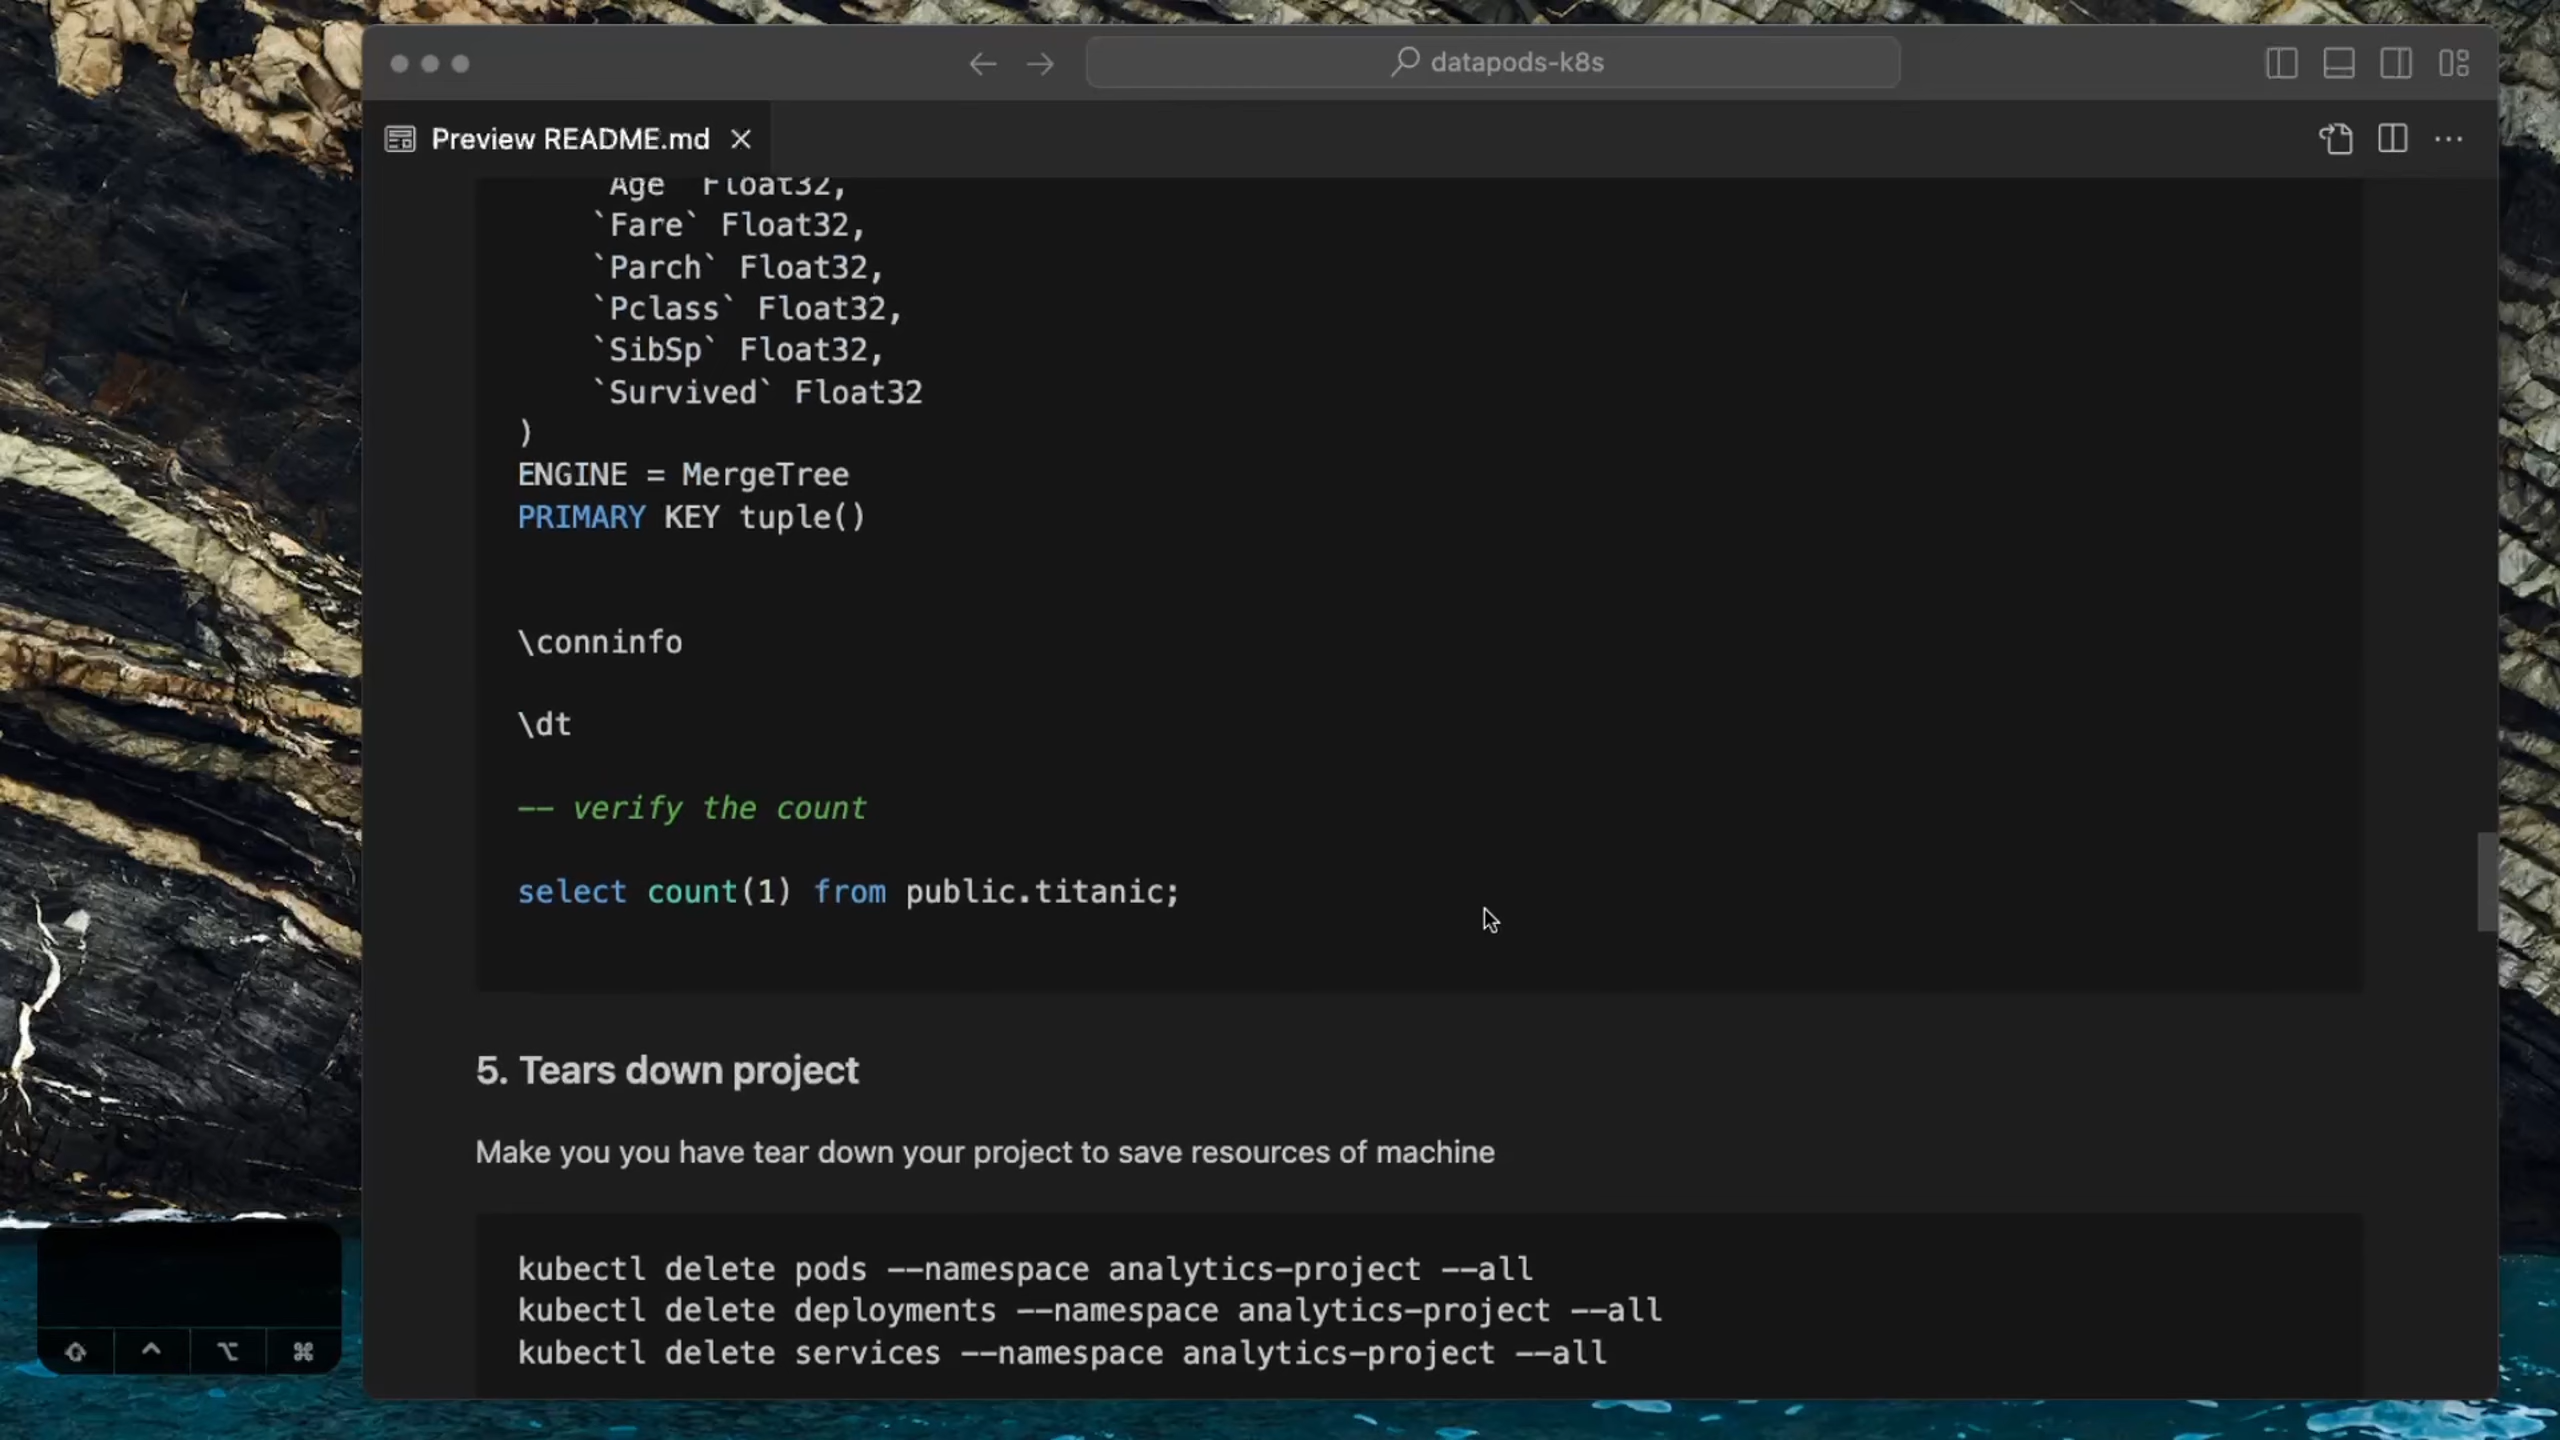 datapods-k8s
Preview README.md
Age` Float32,
`Fare` Float32,
`Parch` Float32,
`Pclass` Float32,
`SibSp` Float32,
`Survived` Float32
)
ENGINE = MergeTree
PRIMARY KEY tuple()
\conninfo
\dt
-- verify the count
select count(1) from public.titanic;
5. Tears down project
Make you you have tear down your project to save resources of machine
kubectl delete pods --namespace analytics-project --all
kubectl delete deployments --namespace analytics-project --all
kubectl delete services --namespace analytics-project --all